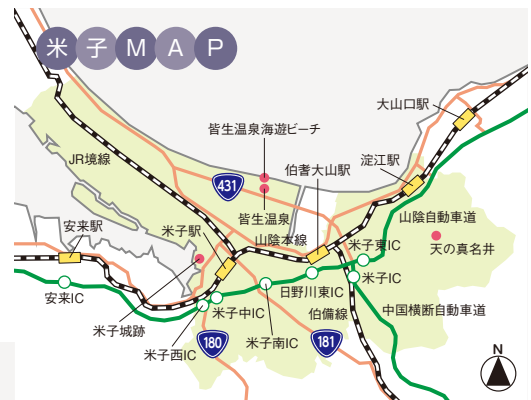 米子MAP
大山口駅
皆生温泉海遊ビーチ
淀江駅
伯耆大山駅
JR境線
431
皆生温泉
山陰自動車道
安来駅
米子駅
山陰本線
天の真名井
米子東IC
米子IC
日野川東IC
安来IC
米子中IC
中国横断自動車道
米子城跡
伯備線
米子西IC
米子南IC
180
181
N